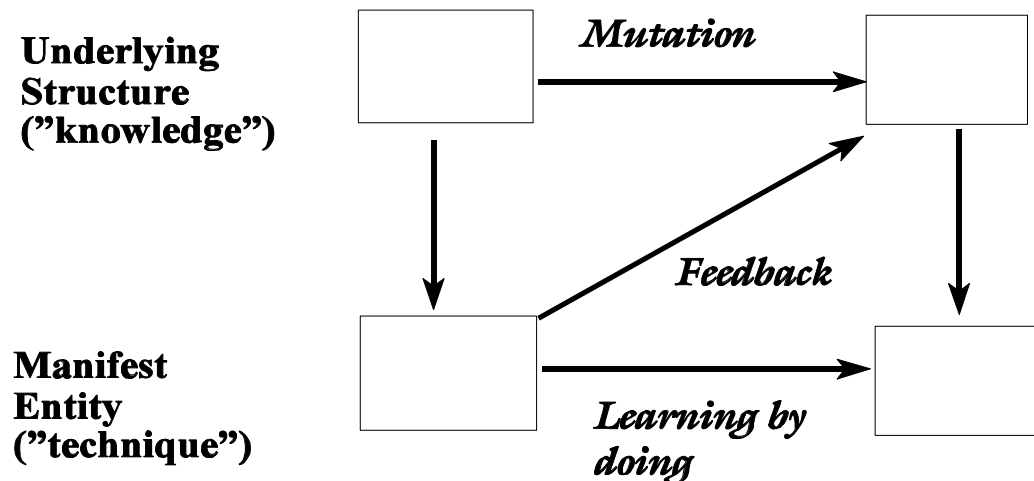 Underlying
Structure
(”knowledge”)
Mutation
Feedback
Manifest
Entity
(”technique”)
Learning by
doing